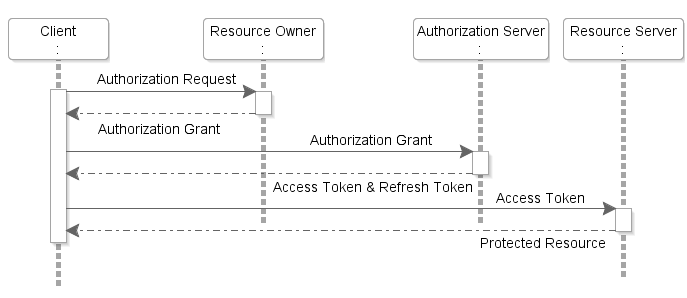 Client
:
Resource Owner
:
Authorization Server
:
Resource Server
:
Authorization Request
Authorization Grant
Authorization Grant
Access Token & Refresh Token
Access Token
Protected Resource